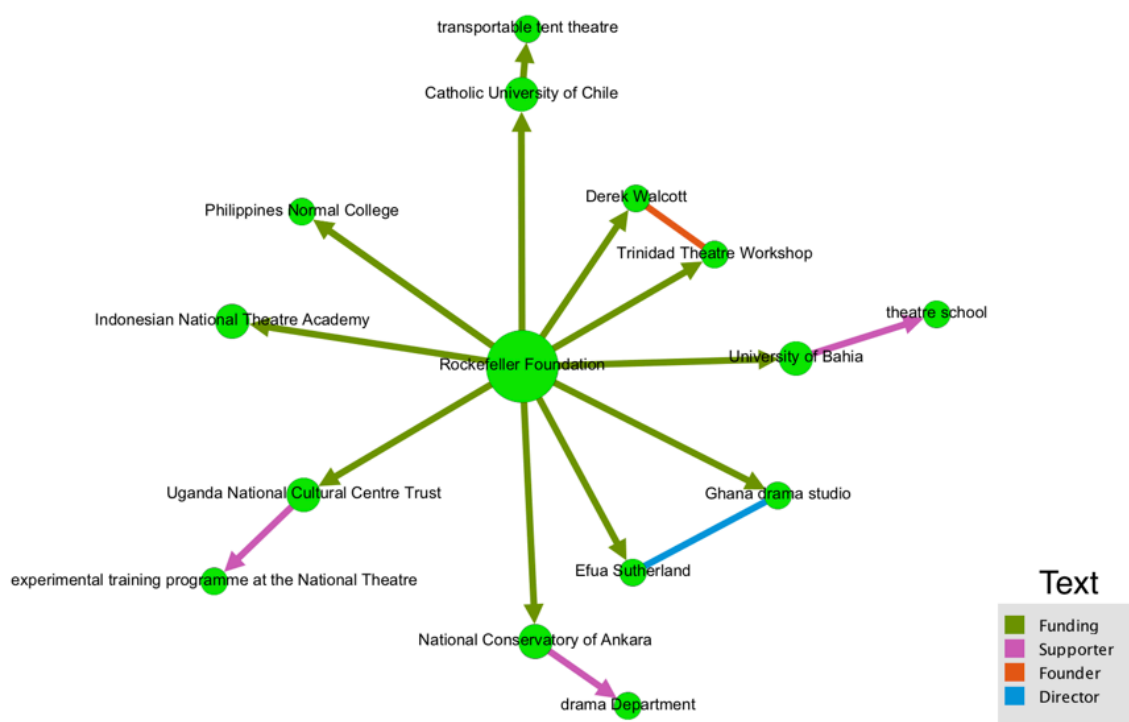 transportable tent theatre
Catholic University of Chile
Derek Walcott
Philippines Normal College
Trinidad Theatre Workshop
theatre school
Indonesian National Theatre Academy
University of Bahia
Rockefeller Foundation
Uganda National Cultural Centre Trust
Ghana drama studio
Efua Sutherland
experimental training programme at the National Theatre
National Conservatory of Ankara
drama Department
Text
Funding
Supporter
Founder
Director